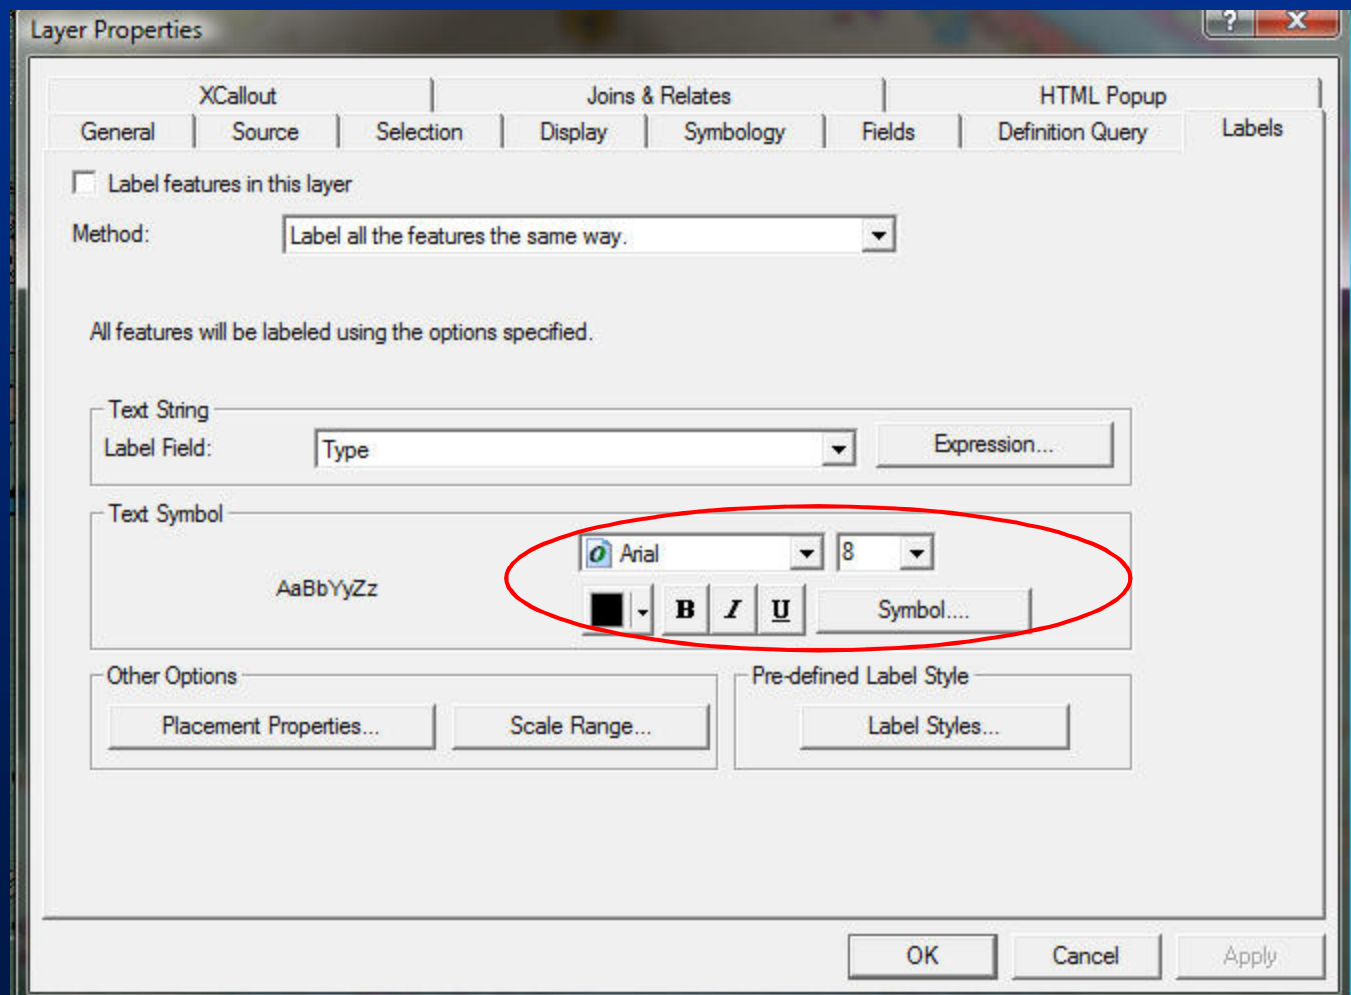 Layer Properties
?
XCallout Joins & Relates HTML Popup
General Source Selection Display Symbology Fields Definition Query Labels
Label features in this layer
Method: Label all the features the same way.
All features will be labeled using the options specified.
Text String
Label Field: Type Expression...
Text Symbol
O Arial 8
AaBbYyZz
B I U Symbol....
Other Options Pre-defined Label Style
Placement Properties... Scale Range... Label Styles...
OK Cancel Apply